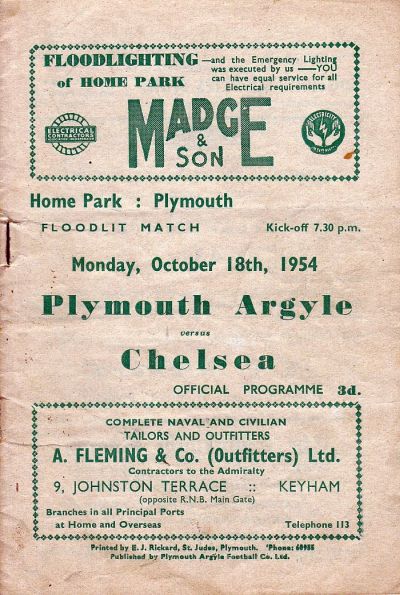 FLOODLIGHTING —and the Emergency Lighting
of HOME PARK was executed by us — YOU
can have equal service for all
Electrical requirements
ELECTRICAL
CONTRACTORS
ELECTRICITY
MADGE
&
SON
Home Park : Plymouth
FLOODLIT MATCH Kick-off 7.30 p.m.
Monday, October 18th, 1954
Plymouth Argyle
versus
Chelsea
OFFICIAL PROGRAMME 3d.
COMPLETE NAVAL AND CIVILIAN
TAILORS AND OUTFITTERS
A. FLEMING & Co. (Outfitters) Ltd.
Contractors to the Admiralty
9, JOHNSTON TERRACE :: KEYHAM
(opposite R.N.B. Main Gate)
Branches in all Principal Ports
at Home and Overseas Telephone 113
Printed by E. J. Rickard, St. Judes, Plymouth. 'Phone: 60955
Published by Plymouth Argyle Football Co. Ltd.